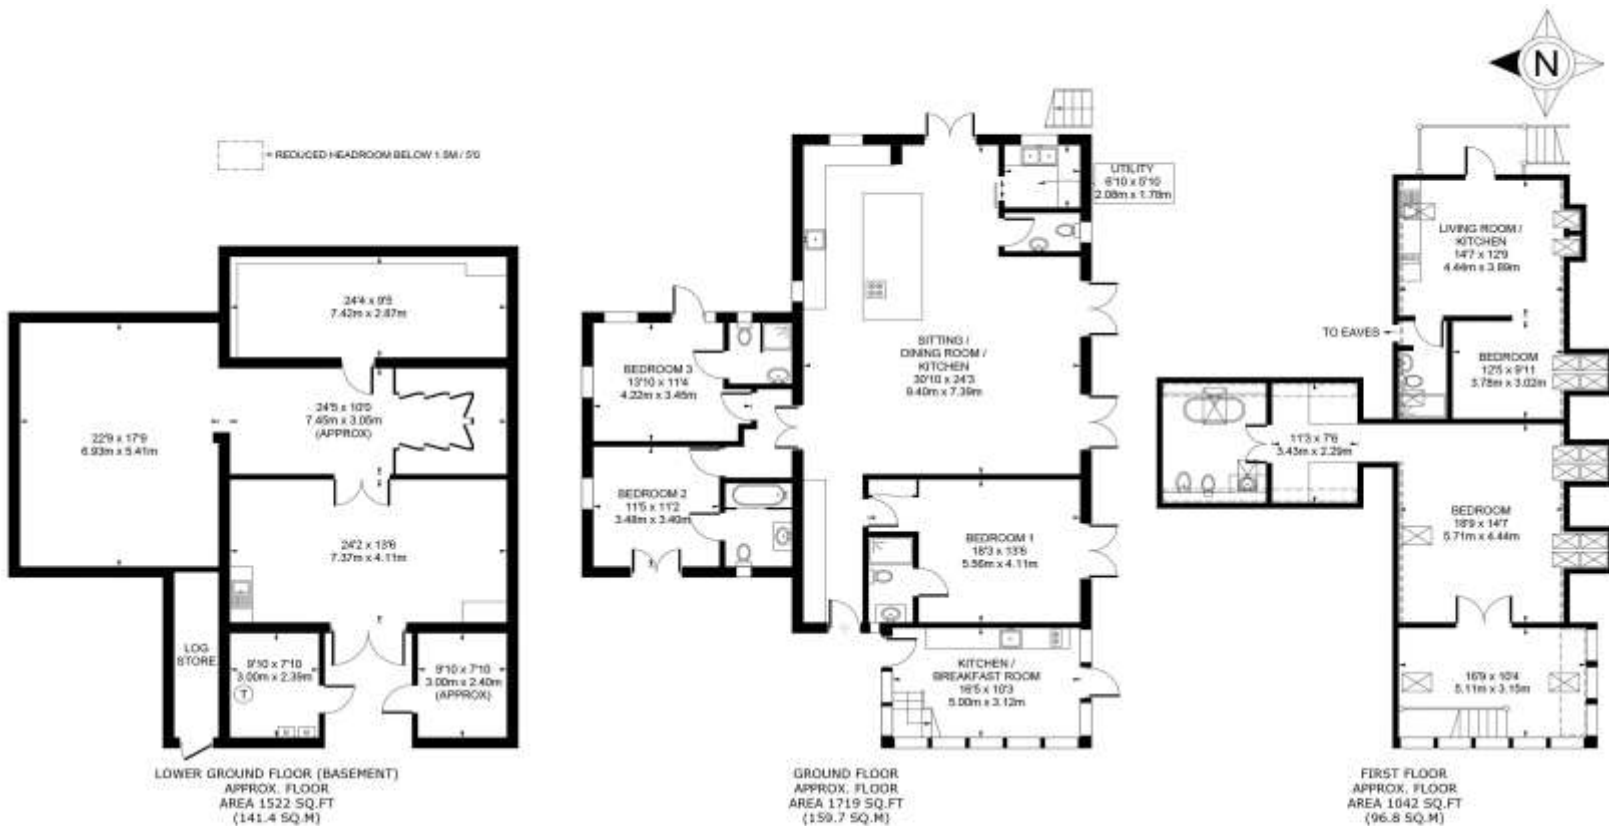 N
= REDUCED HEADROOM BELOW 1.5M / 5'0
24'4 x 9'5
7.42m x 2.87m
22'9 x 17'9
6.93m x 5.41m
24'5 x 10'0
7.45m x 3.05m
(APPROX)
24'2 x 13'6
7.37m x 4.11m
LOG
STORE
9'10 x 7'10
3.00m x 2.39m
T
9'10 x 7'10
3.00m x 2.40m
(APPROX)
LOWER GROUND FLOOR (BASEMENT)
APPROX. FLOOR
AREA 1522 SQ.FT
(141.4 SQ.M)
UTILITY
6'10 x 5'10
2.08m x 1.78m
SITTING /
DINING ROOM /
KITCHEN
30'10 x 24'3
9.40m x 7.39m
BEDROOM 3
13'10 x 11'4
4.22m x 3.46m
BEDROOM 2
11'5 x 11'2
3.48m x 3.40m
BEDROOM 1
18'3 x 13'6
5.56m x 4.11m
KITCHEN /
BREAKFAST ROOM
16'5 x 10'3
5.00m x 3.12m
GROUND FLOOR
APPROX. FLOOR
AREA 1719 SQ.FT
(159.7 SQ.M)
LIVING ROOM /
KITCHEN
14'7 x 12'9
4.44m x 3.89m
TO EAVES
BEDROOM
12'5 x 9'11
3.78m x 3.02m
11'3 x 7'6
3.43m x 2.29m
BEDROOM
18'9 x 14'7
5.71m x 4.44m
16'9 x 10'4
5.11m x 3.15m
FIRST FLOOR
APPROX. FLOOR
AREA 1042 SQ.FT
(96.8 SQ.M)